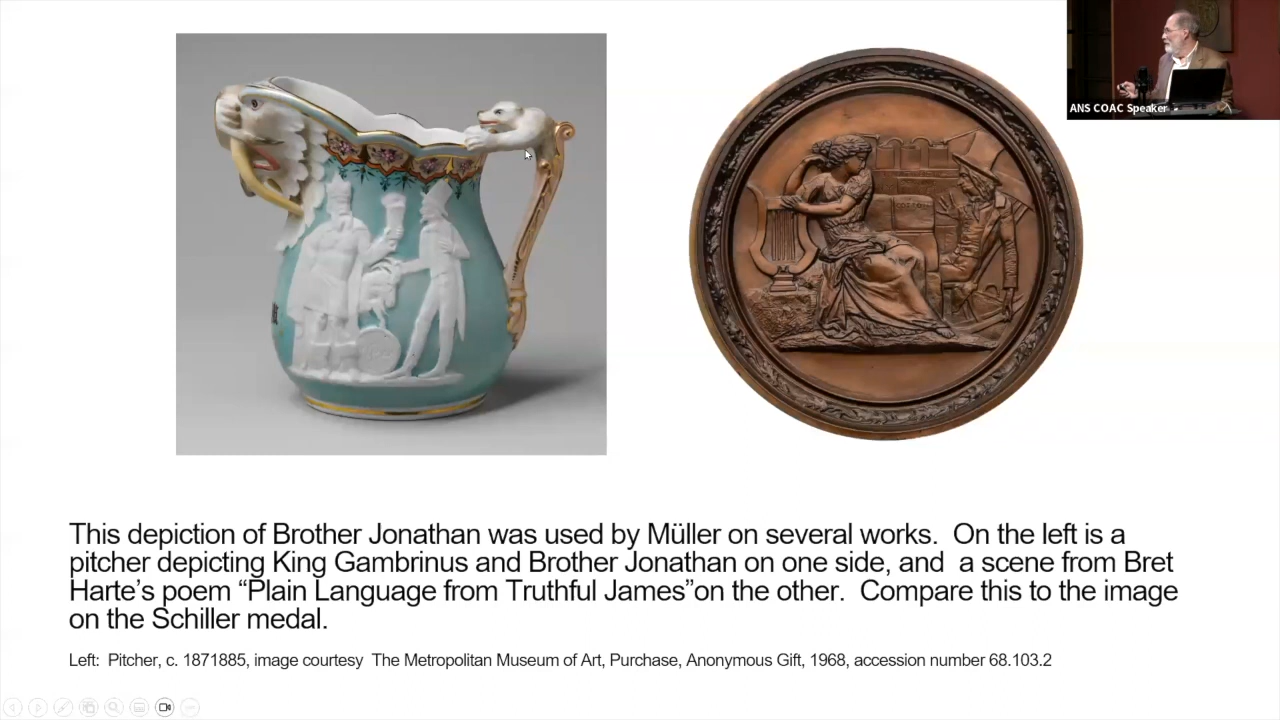 ANS COAC Speaker
This depiction of Brother Jonathan was used by Müller on several works.  On the left is a
pitcher depicting King Gambrinus and Brother Jonathan on one side, and  a scene from Bret
Harte’s poem “Plain Language from Truthful James”on the other.  Compare this to the image
on the Schiller medal.
Left:  Pitcher, c. 1871885, image courtesy  The Metropolitan Museum of Art, Purchase, Anonymous Gift, 1968, accession number 68.103.2